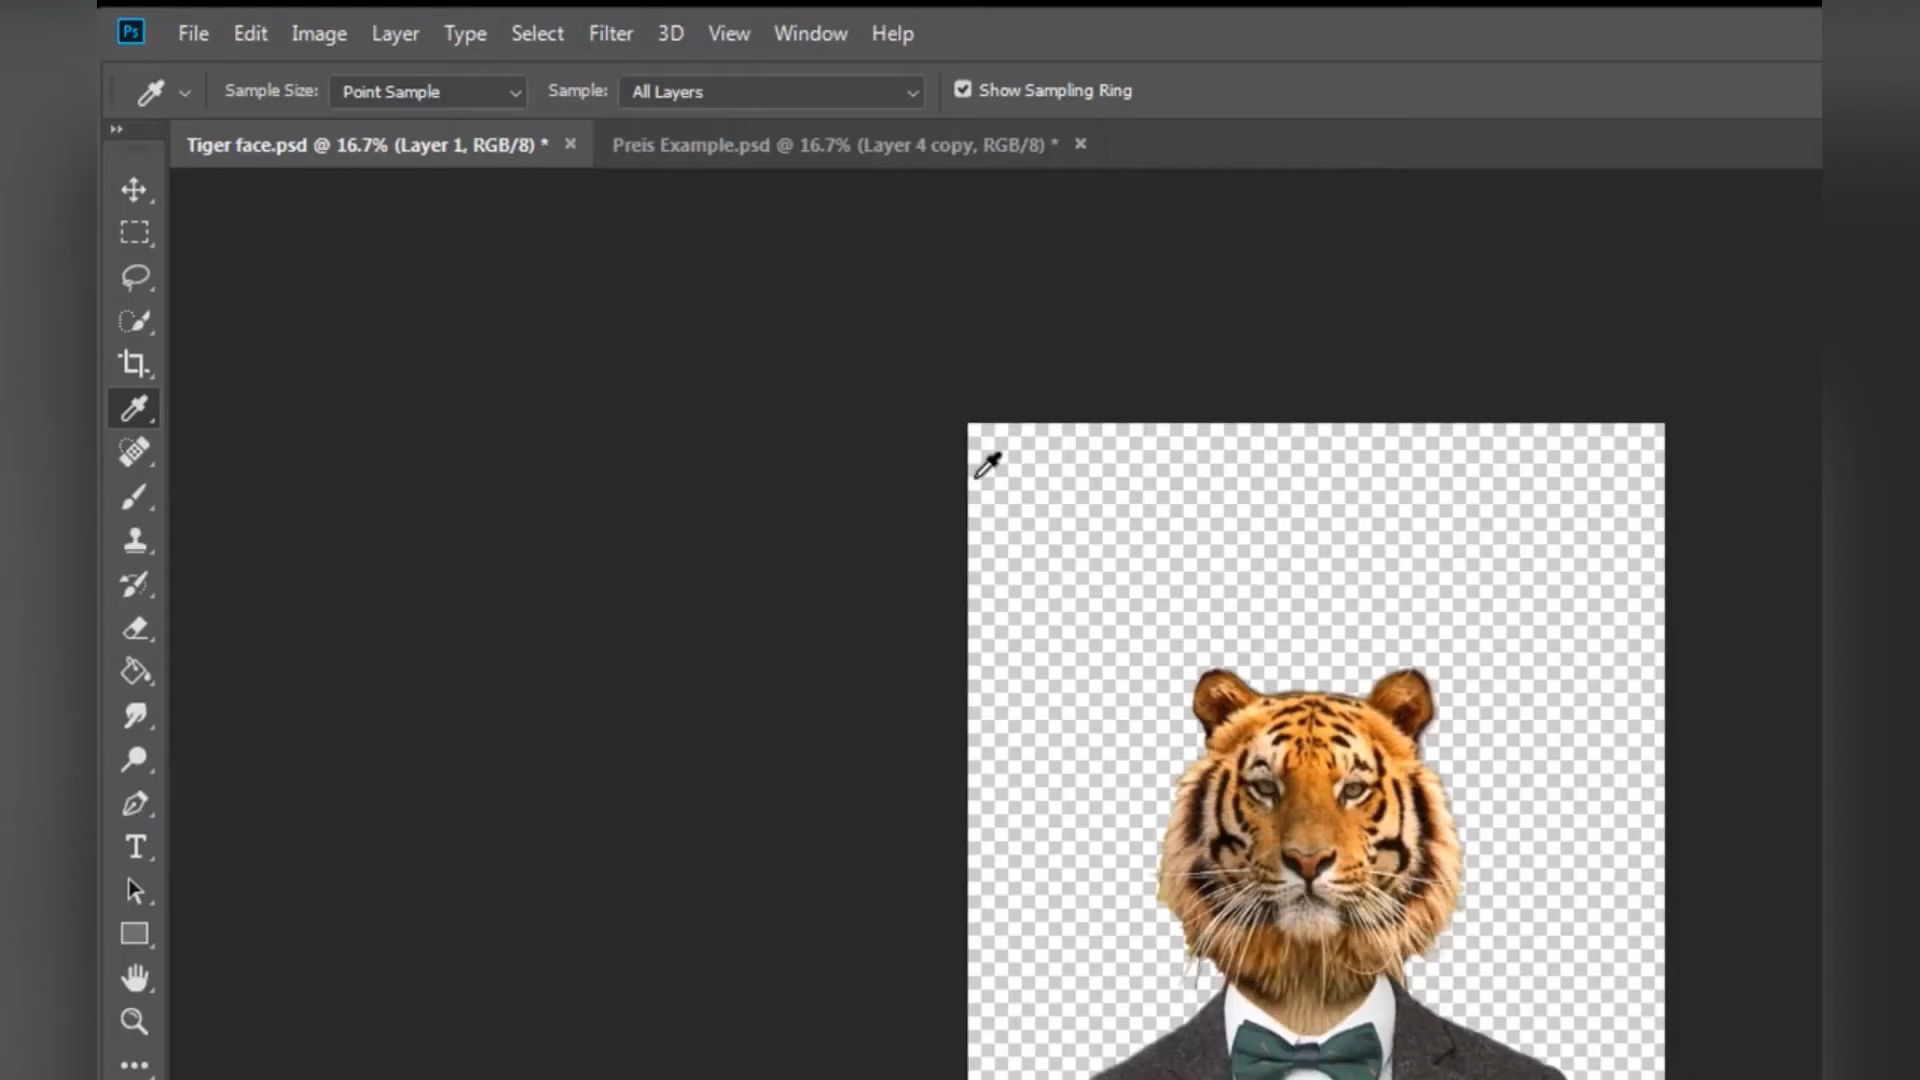 Ps File Edit Image Layer Type Select Filter 3D View Window Help
Sample Size: Point Sample Sample: All Layers Show Sampling Ring
Tiger face.psd @ 16.7% (Layer 1, RGB/8) * × Preis Example.psd @ 16.7% (Layer 4 copy, RGB/8) * ×
T